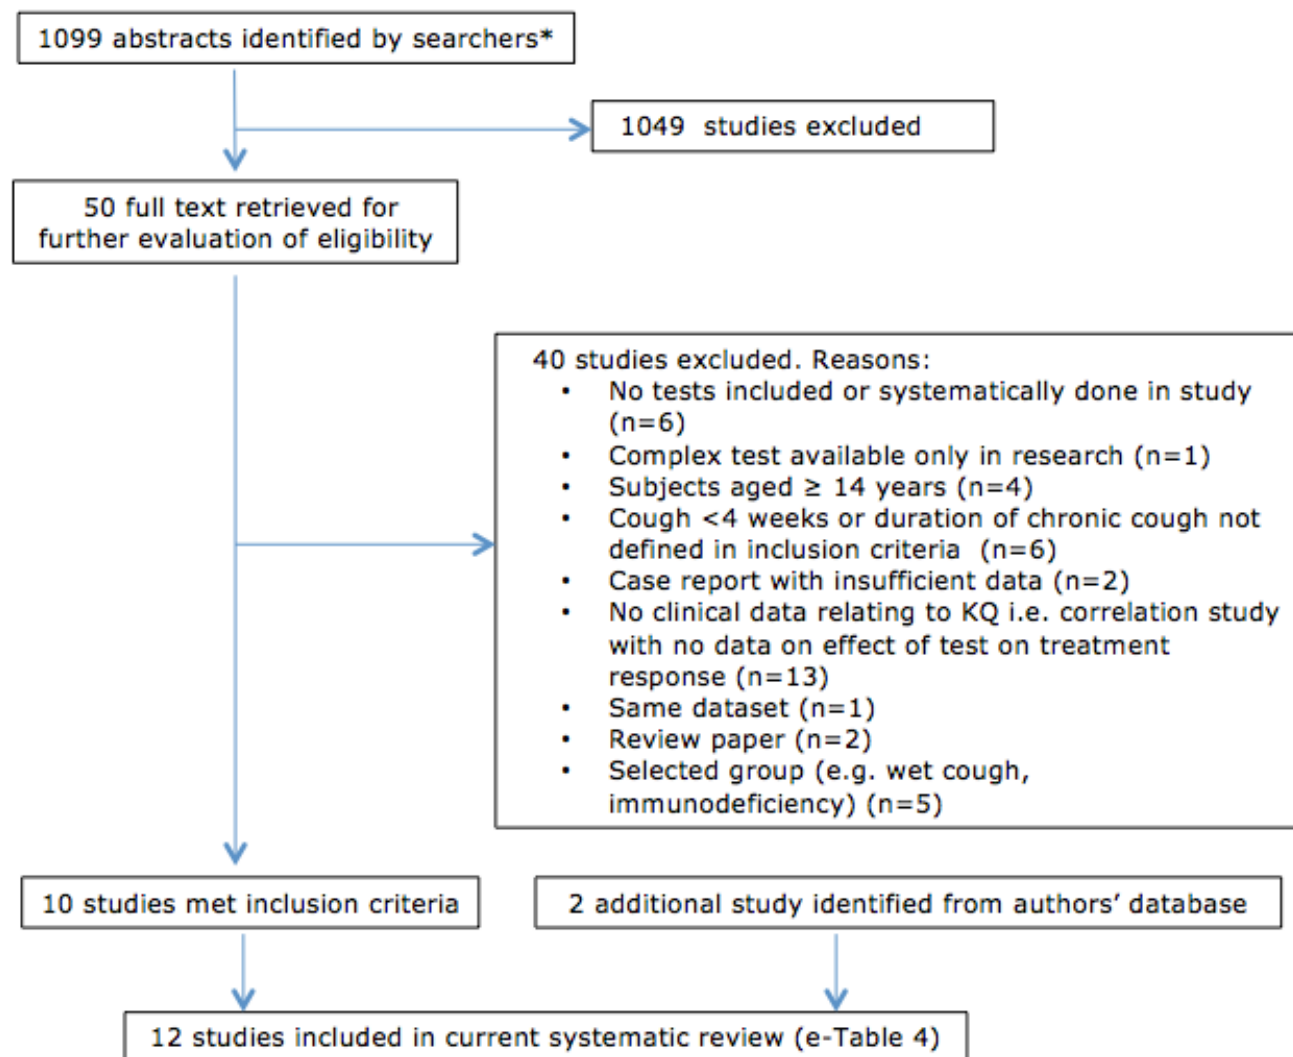 1099 abstracts identified by searchers*
1049 studies excluded
50 full text retrieved for
further evaluation of eligibility
40 studies excluded. Reasons:
• No tests included or systematically done in study
(n=6)
• Complex test available only in research (n=1)
• Subjects aged ≥ 14 years (n=4)
• Cough <4 weeks or duration of chronic cough not
defined in inclusion criteria (n=6)
• Case report with insufficient data (n=2)
• No clinical data relating to KQ i.e. correlation study
with no data on effect of test on treatment
response (n=13)
• Same dataset (n=1)
• Review paper (n=2)
• Selected group (e.g. wet cough,
immunodeficiency) (n=5)
10 studies met inclusion criteria
2 additional study identified from authors’ database
12 studies included in current systematic review (e-Table 4)